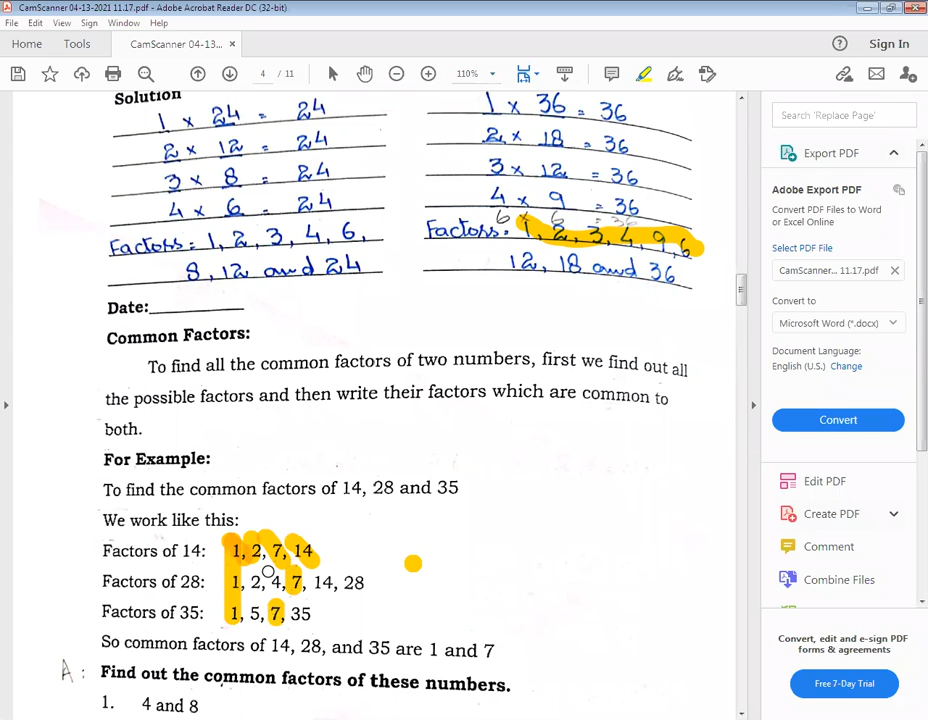 CamScanner 04-13-2021 11.17.pdf - Adobe Acrobat Reader DC (32-bit)
File Edit View Sign Window Help
Home Tools CamScanner 04-13... × Sign In
4 / 11 110%
Solution
1 × 24 = 24
2 × 12 = 24
3 × 8 = 24
4 × 6 = 24
Factors: 1, 2, 3, 4, 6,
8, 12 and 24
1 × 36 = 36
2 × 18 = 36
3 × 12 = 36
4 × 9 = 36
6 × 6 = 36
Factors: 1, 2, 3, 4, 9, 6
12, 18 and 36
Date:
Common Factors:
To find all the common factors of two numbers, first we find out all
the possible factors and then write their factors which are common to
both.
For Example:
To find the common factors of 14, 28 and 35
We work like this:
Factors of 14: 1, 2, 7, 14
Factors of 28: 1, 2, 4, 7, 14, 28
Factors of 35: 1, 5, 7, 35
So common factors of 14, 28, and 35 are 1 and 7
A: Find out the common factors of these numbers.
1. 4 and 8
Search 'Replace Page'
Export PDF
Adobe Export PDF
Convert PDF Files to Word
or Excel Online
Select PDF File
CamScanner... 11.17.pdf ×
Convert to
Microsoft Word (*.docx)
Document Language:
English (U.S.) Change
Convert
Edit PDF
Create PDF
Comment
Combine Files
Convert, edit and e-sign PDF
forms & agreements
Free 7-Day Trial